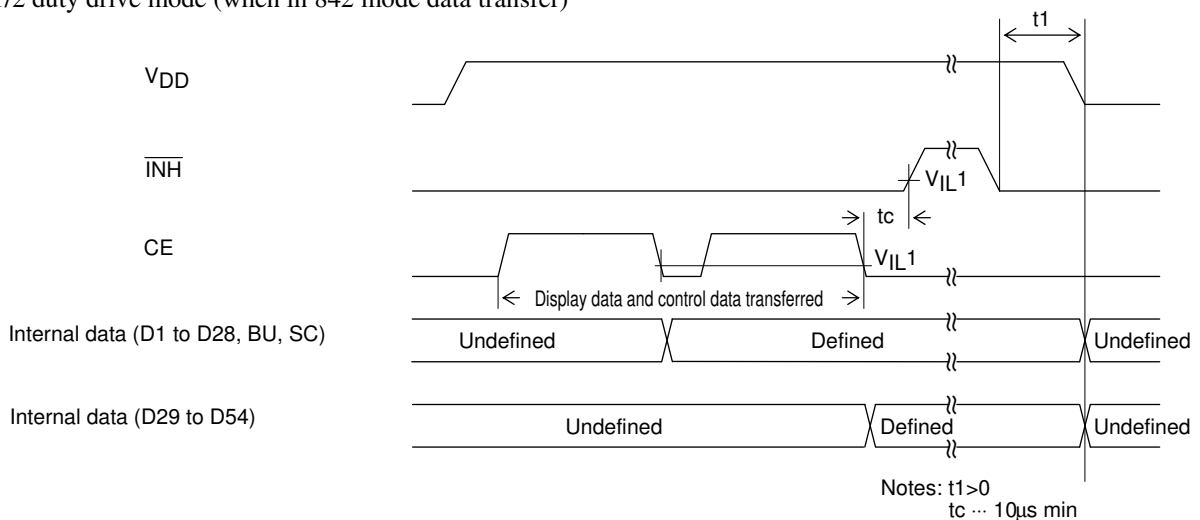 /2 duty drive mode (when in 842 mode data transfer)
t1
VDD
INH
VIL1
tc
CE
VIL1
Display data and control data transferred
Internal data (D1 to D28, BU, SC)
Undefined
Defined
Undefined
Internal data (D29 to D54)
Undefined
Defined
Undefined
Notes: t1>0
tc ··· 10μs min